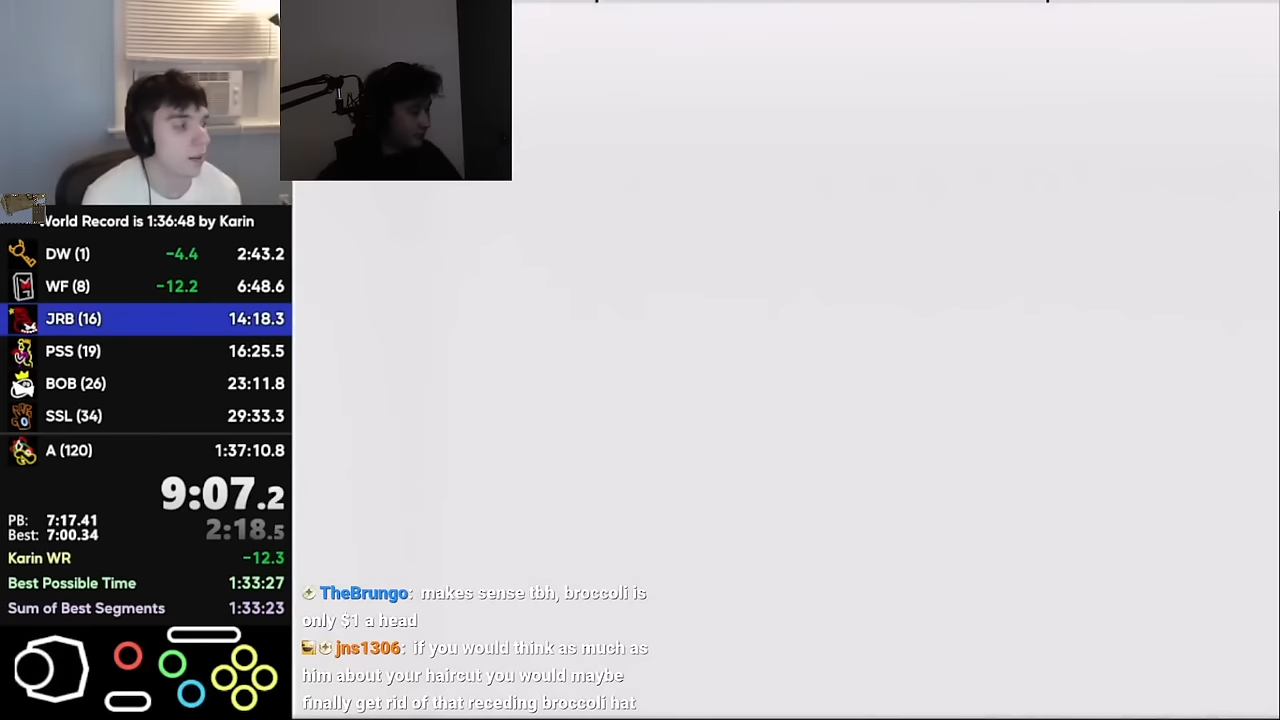 World Record is 1:36:48 by Karin
DW (1) -4.4 2:43.2
WF (8) -12.2 6:48.6
JRB (16) 14:18.3
PSS (19) 16:25.5
BOB (26) 23:11.8
SSL (34) 29:33.3
A (120) 1:37:10.8
9:07.2
PB: 7:17.41
Best: 7:00.34
2:18.5
Karin WR -12.3
Best Possible Time 1:33:27
Sum of Best Segments 1:33:23
TheBrungo: makes sense tbh, broccoli is
only $1 a head
jns1306: if you would think as much as
him about your haircut you would maybe
finally get rid of that receding broccoli hat